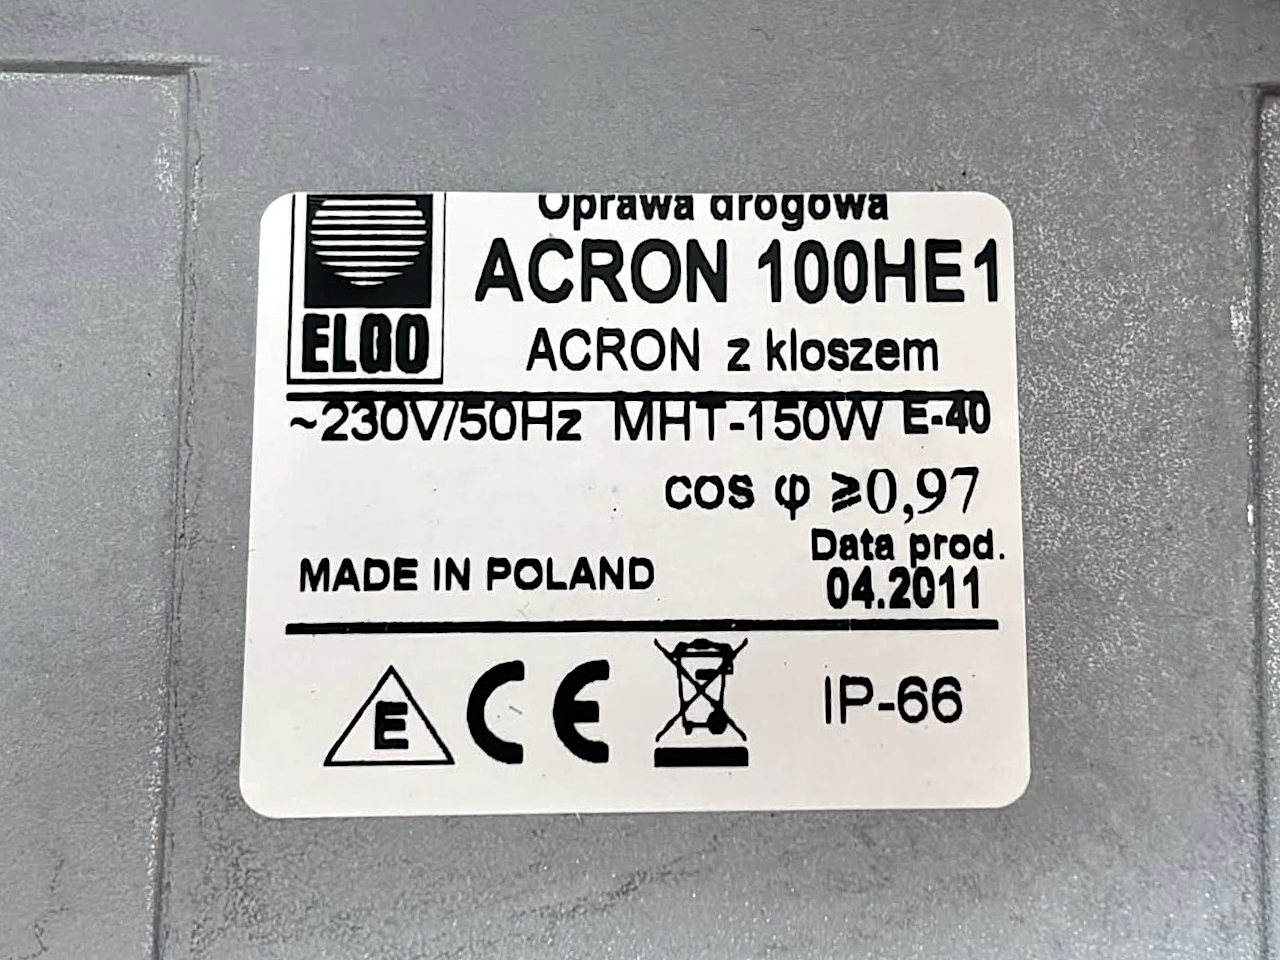 Oprawa drogowa
ACRON 100HE1
ELGO
ACRON z kloszem
~230V/50Hz MHT-150W E-40
cos φ ≥0,97
Data prod.
MADE IN POLAND
04.2011
E CE IP-66